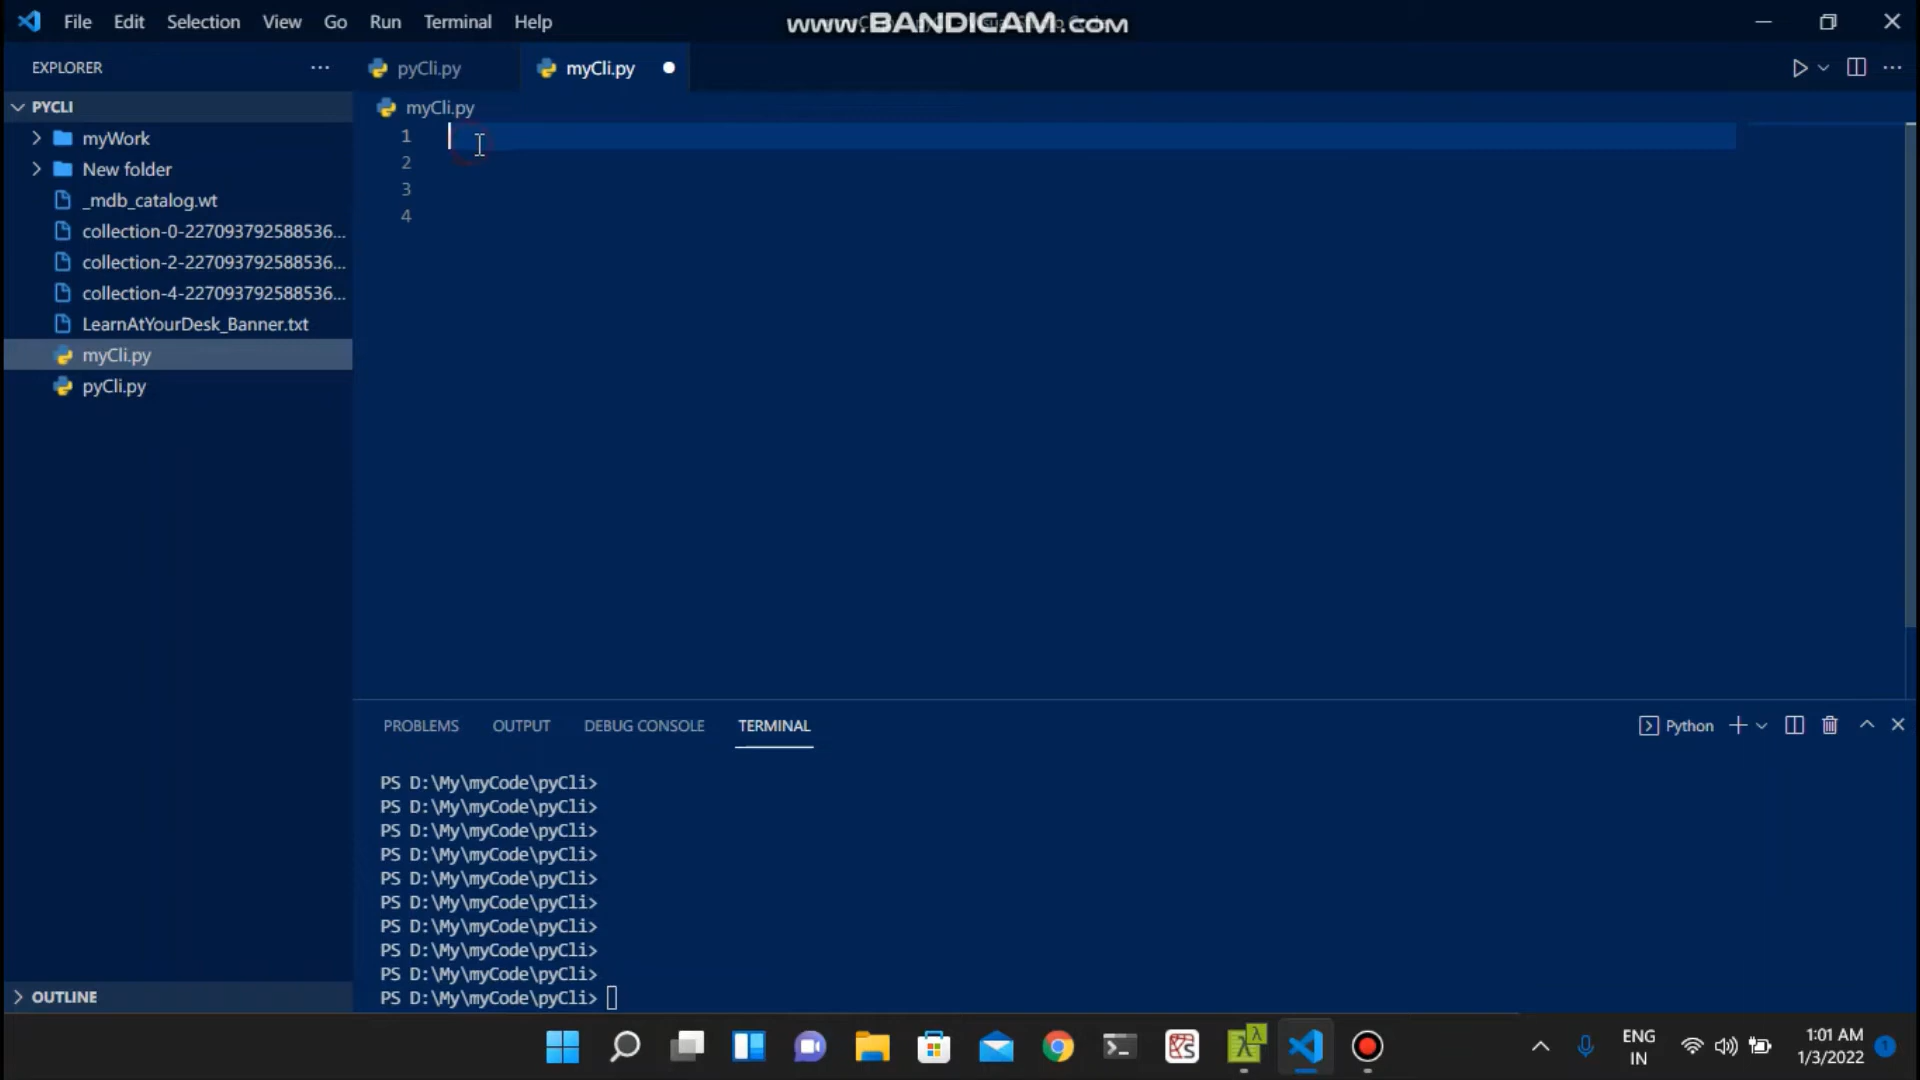 File Edit Selection View Go Run Terminal Help
www.BANDICAM.com
EXPLORER
pyCli.py
myCli.py
PYCLI
myCli.py
myWork
New folder
_mdb_catalog.wt
collection-0-227093792588536...
collection-2-227093792588536...
collection-4-227093792588536...
LearnAtYourDesk_Banner.txt
myCli.py
pyCli.py
1
2
3
4
PROBLEMS OUTPUT DEBUG CONSOLE TERMINAL
Python
PS D:\My\myCode\pyCli>
PS D:\My\myCode\pyCli>
PS D:\My\myCode\pyCli>
PS D:\My\myCode\pyCli>
PS D:\My\myCode\pyCli>
PS D:\My\myCode\pyCli>
PS D:\My\myCode\pyCli>
PS D:\My\myCode\pyCli>
PS D:\My\myCode\pyCli>
PS D:\My\myCode\pyCli>
OUTLINE
ENG
IN
1:01 AM
1/3/2022
1